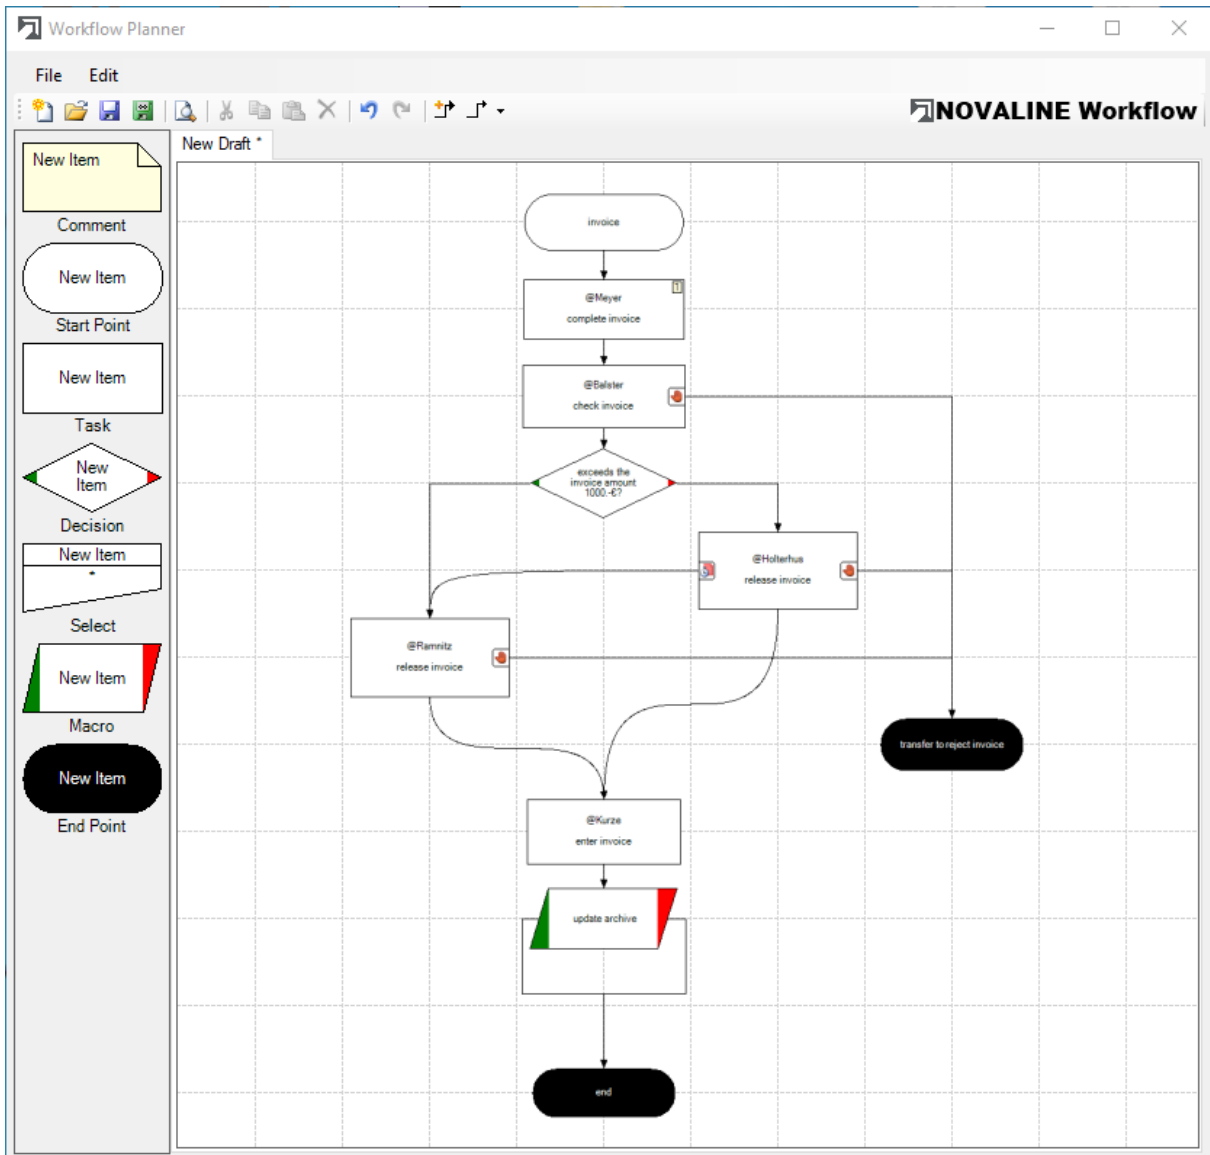 Workflow Planner
File Edit
NOVALINE Workflow
New Draft *
New Item
Comment
New Item
Start Point
New Item
Task
New
Item
Decision
New Item
*
Select
New Item
Macro
New Item
End Point
invoice
1
@Meyer
complete invoice
@Balster
check invoice
exceeds the
invoice amount
1000.-€?
@Holterhus
release invoice
@Ramnitz
release invoice
transfer to reject invoice
@Kurze
enter invoice
update archive
end